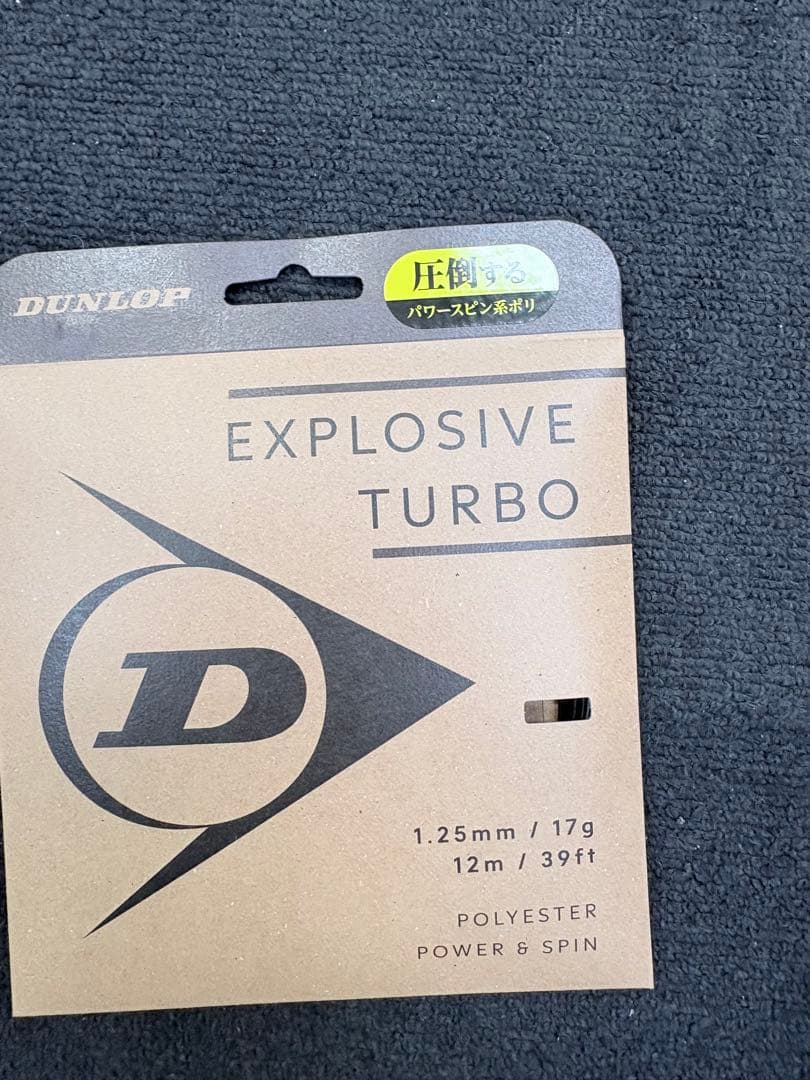 DUNLOP
圧倒する
パワースピン系ポリ
EXPLOSIVE
TURBO
D
1.25mm / 17g
12m / 39ft
POLYESTER
POWER & SPIN